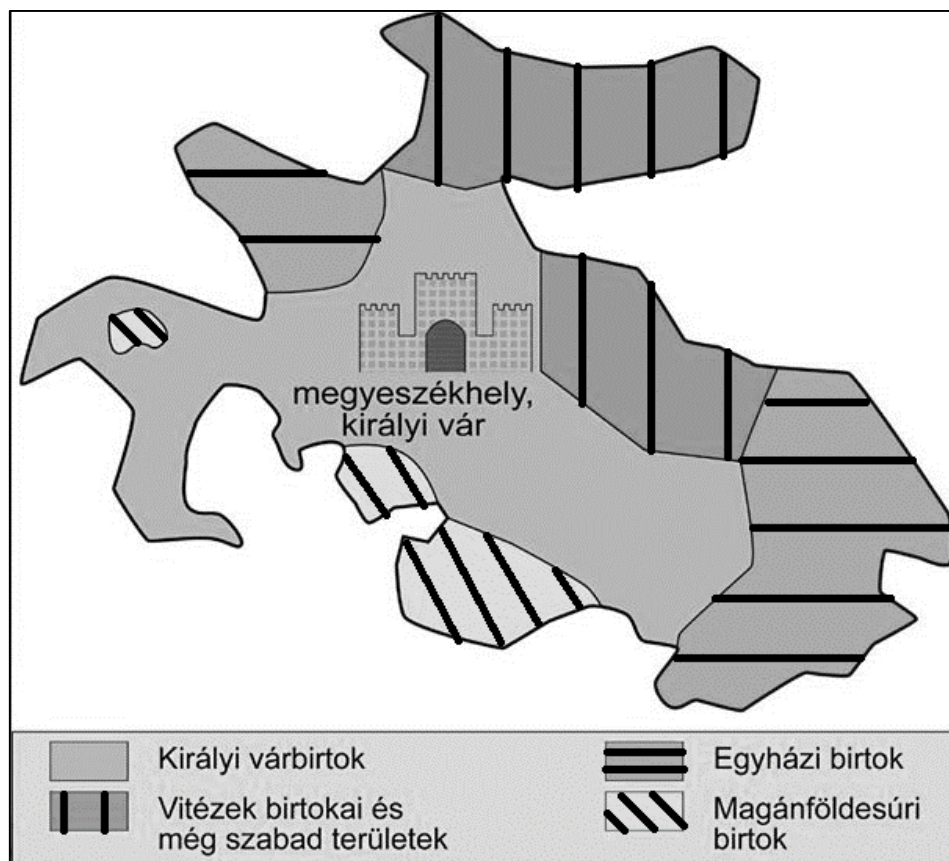 megyeszékhely,
királyi vár
Királyi várbirtok
Vitézek birtokai és
még szabad területek
Egyházi birtok
Magánföldesúri
birtok